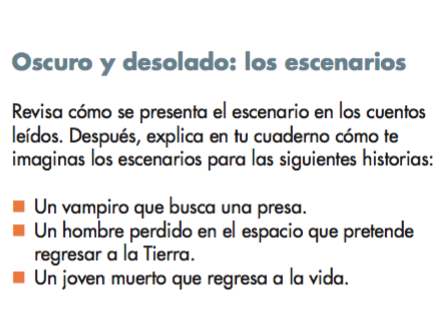 Oscuro y desolado: los escenarios
Revisa cómo se presenta el escenario en los cuentos
leídos. Después, explica en tu cuaderno cómo te
imaginas los escenarios para las siguientes historias:
■ Un vampiro que busca una presa.
■ Un hombre perdido en el espacio que pretende
regresar a la Tierra.
■ Un joven muerto que regresa a la vida.